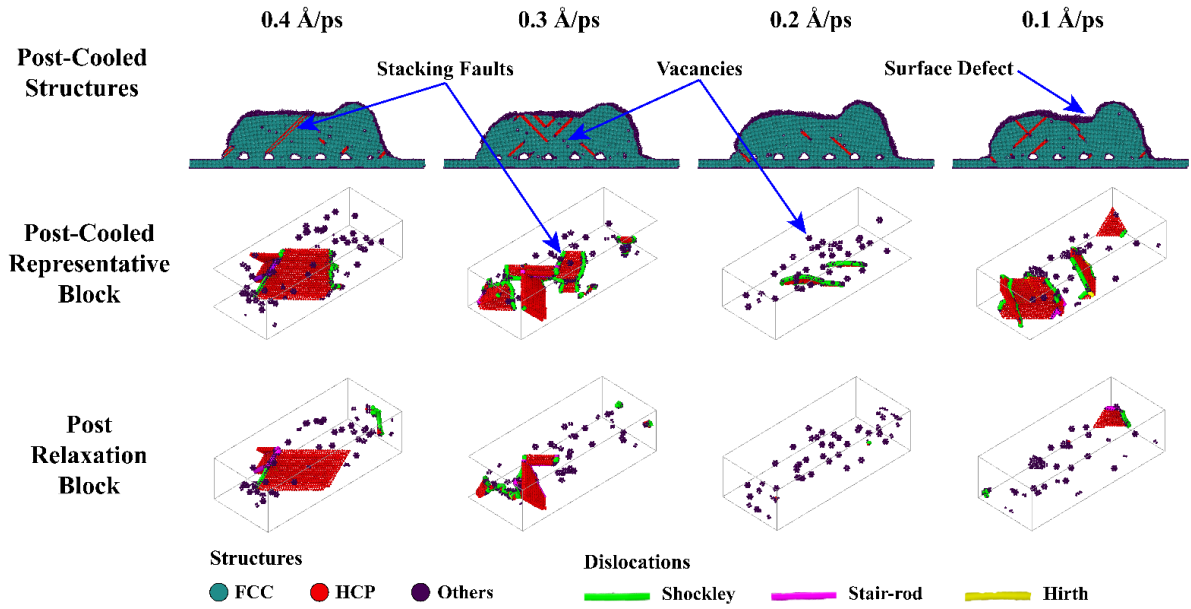 0.4 Å/ps 0.3 Å/ps 0.2 Å/ps 0.1 Å/ps
Post-Cooled
Structures
Stacking Faults Vacancies Surface Defect
Post-Cooled
Representative
Block
Post
Relaxation
Block
Structures Dislocations
FCC HCP Others Shockley Stair-rod Hirth